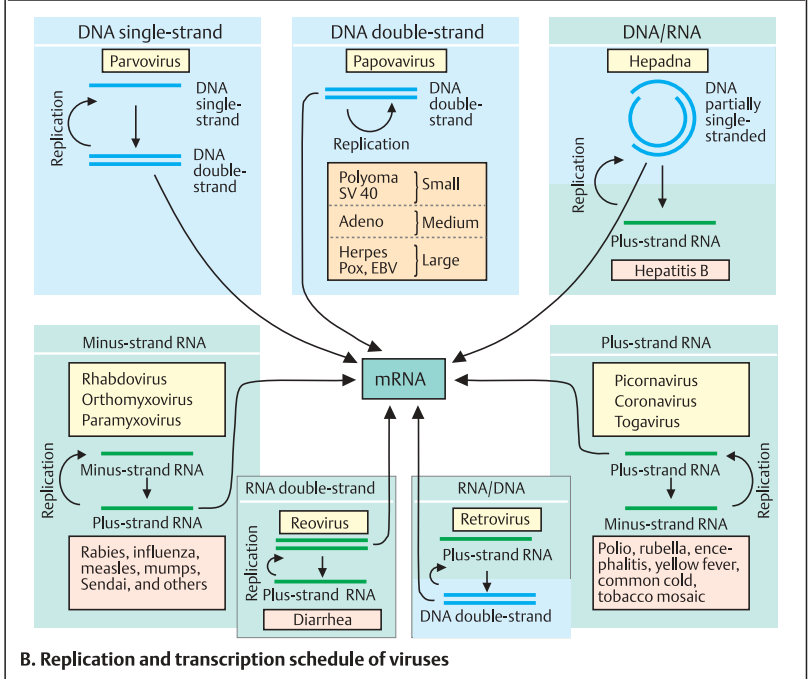 DNA single-strand
Parvovirus
DNA
single-
strand
Replication
DNA
double-
strand
DNA double-strand
Papovavirus
DNA
double-
strand
Replication
Polyoma
SV 40
Small
Adeno
Medium
Herpes
Pox, EBV
Large
DNA/RNA
Hepadna
DNA
partially
single-
stranded
Replication
Plus-strand RNA
Hepatitis B
mRNA
Minus-strand RNA
Rhabdovirus
Orthomyxovirus
Paramyxovirus
Replication
Minus-strand RNA
Plus-strand RNA
Rabies, influenza,
measles, mumps,
Sendai, and others
RNA double-strand
Reovirus
Replication
Plus-strand RNA
Diarrhea
RNA/DNA
Retrovirus
Plus-strand RNA
DNA double-strand
Plus-strand RNA
Picornavirus
Coronavirus
Togavirus
Plus-strand RNA
Replication
Minus-strand RNA
Polio, rubella, ence-
phalitis, yellow fever,
common cold,
tobacco mosaic
B. Replication and transcription schedule of viruses